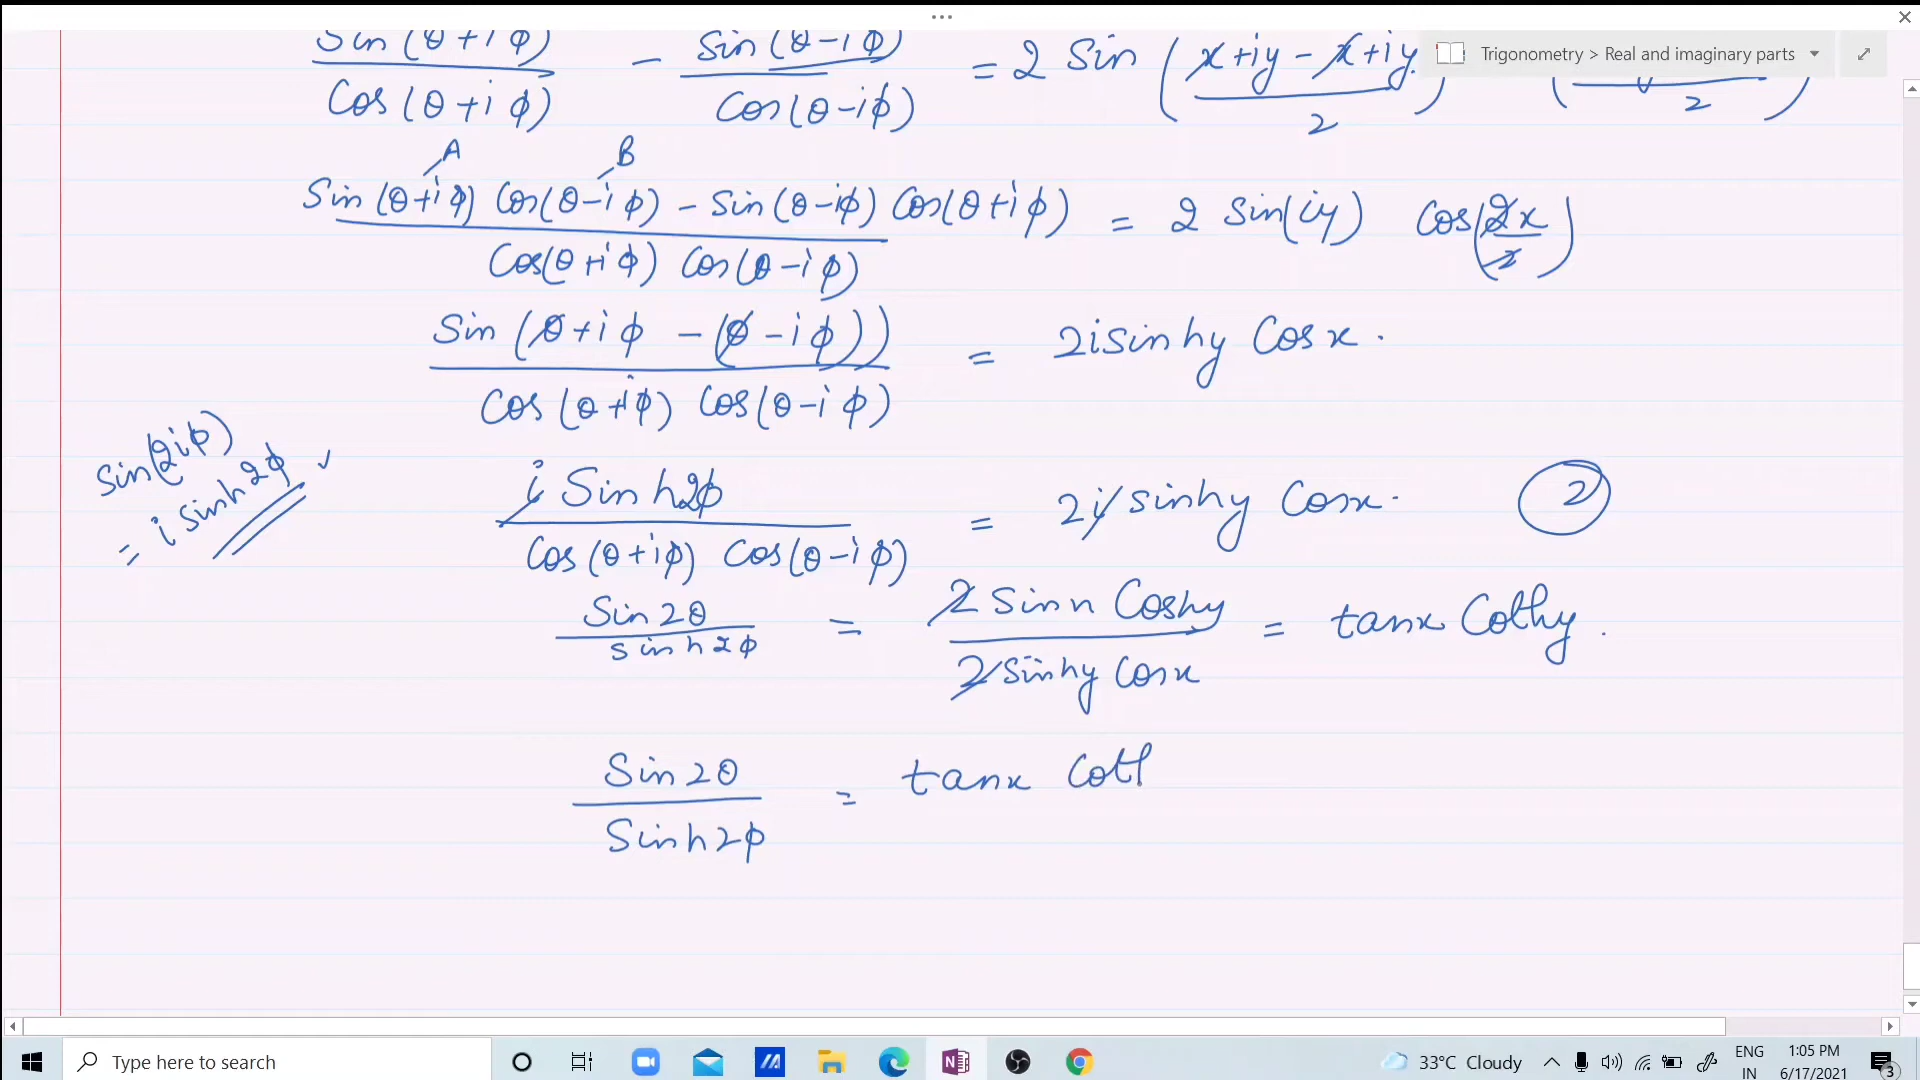 Trigonometry > Real and imaginary parts
Sin(θ+iφ)/Cos(θ+iφ) - Sin(θ-iφ)/Cos(θ-iφ) = 2 Sin((x+iy-x+iy)/2)
A B
Sin(θ+iφ) Cos(θ-iφ) - Sin(θ-iφ) Cos(θ+iφ) / Cos(θ+iφ) Cos(θ-iφ) = 2 Sin(iy) Cos(2x/2)
Sin(θ+iφ-(θ-iφ)) / Cos(θ+iφ) Cos(θ-iφ) = 2i sinhy Cosx.
Sin(2iφ)
= i sinh2φ ✓
i Sinh2φ / Cos(θ+iφ) Cos(θ-iφ) = 2i sinhy Cosx. 2
Sin2θ/sinh2φ = 2 Sinx Coshy / 2 sinhy Cosx = tanx Cothy.
Sin2θ/Sinh2φ = tanx Cotl
Type here to search
33°C Cloudy
ENG
IN
1:05 PM
6/17/2021
3